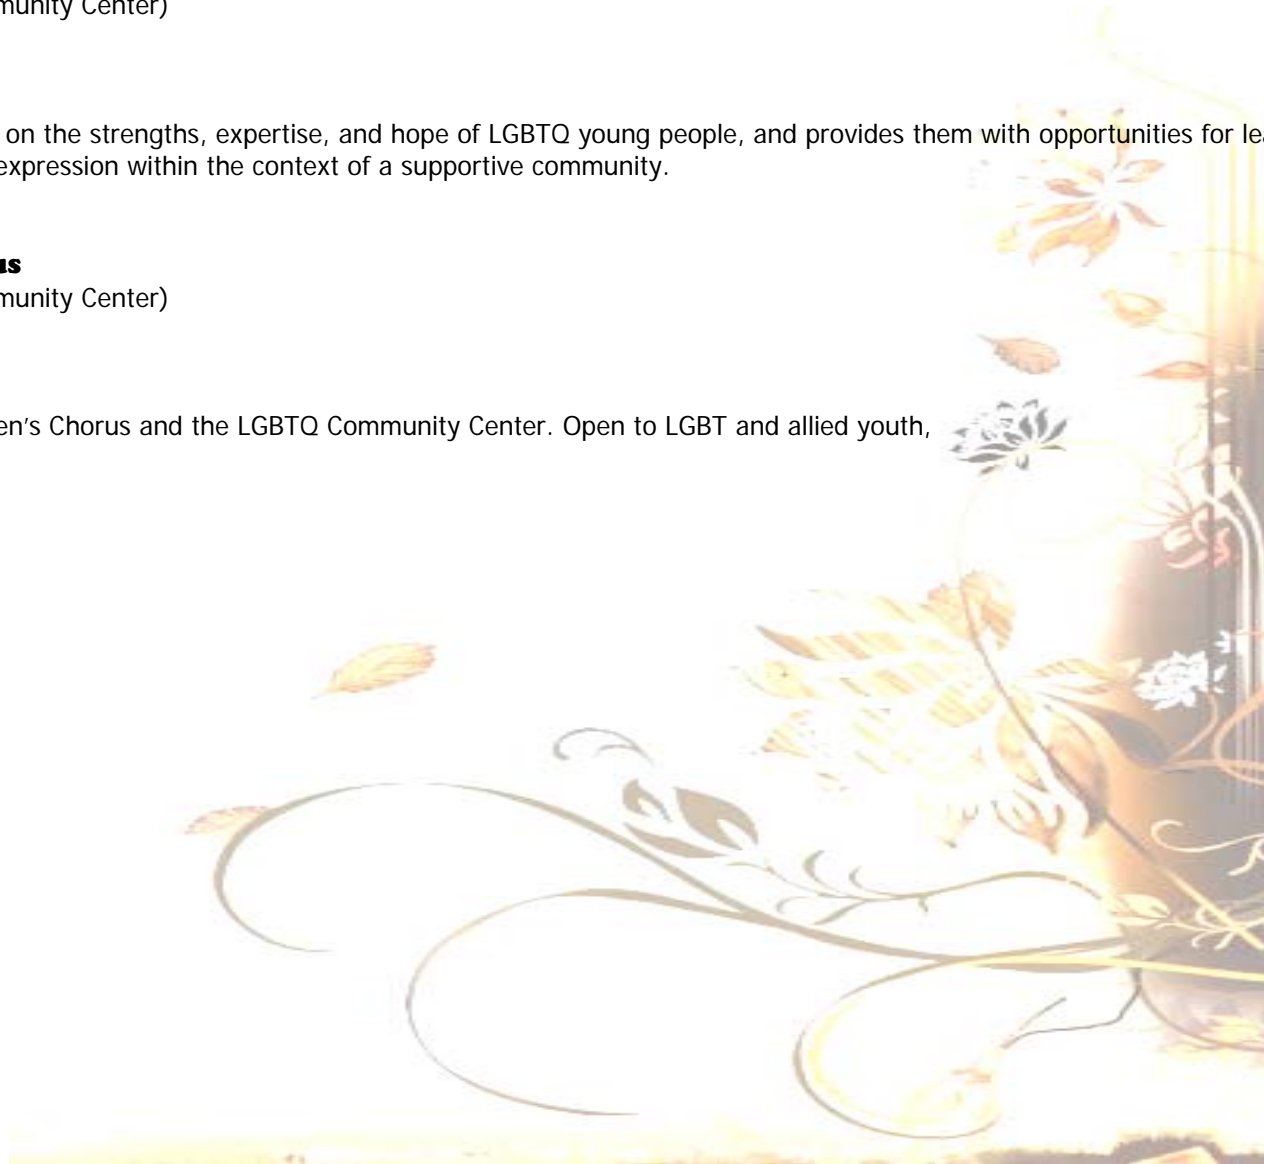 munity Center)
on the strengths, expertise, and hope of LGBTQ young people, and provides them with opportunities for lea
expression within the context of a supportive community.
us
munity Center)
en's Chorus and the LGBTQ Community Center. Open to LGBT and allied youth,